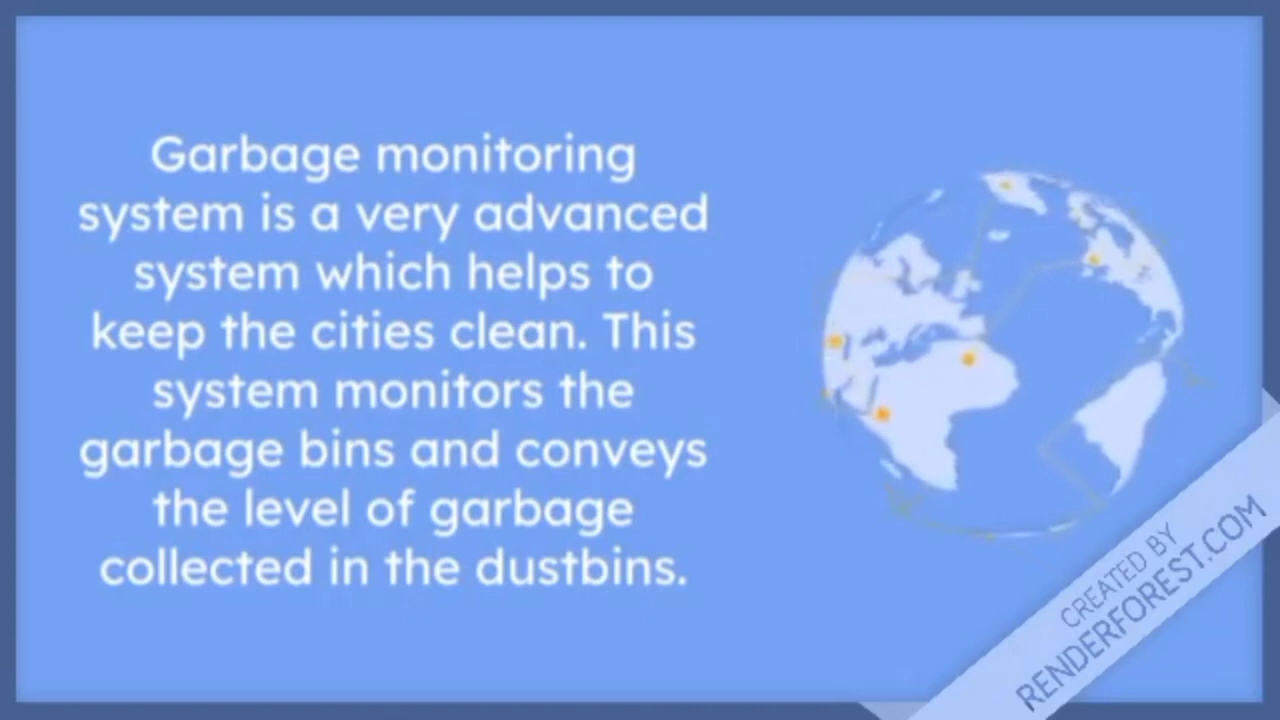 Garbage monitoring
system is a very advanced
system which helps to
keep the cities clean. This
system monitors the
garbage bins and conveys
the level of garbage
collected in the dustbins.
CREATED BY
RENDERFOREST.COM